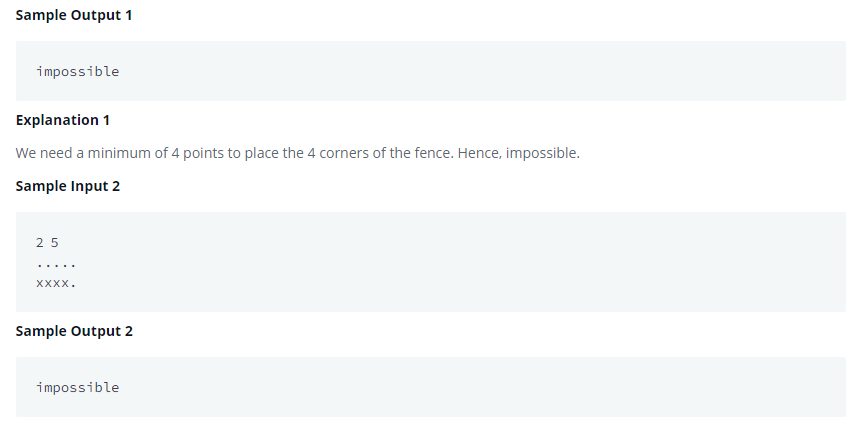 Sample Output 1
impossible
Explanation 1
We need a minimum of 4 points to place the 4 corners of the fence. Hence, impossible.
Sample Input 2
2 5
.....
xxxx.
Sample Output 2
impossible